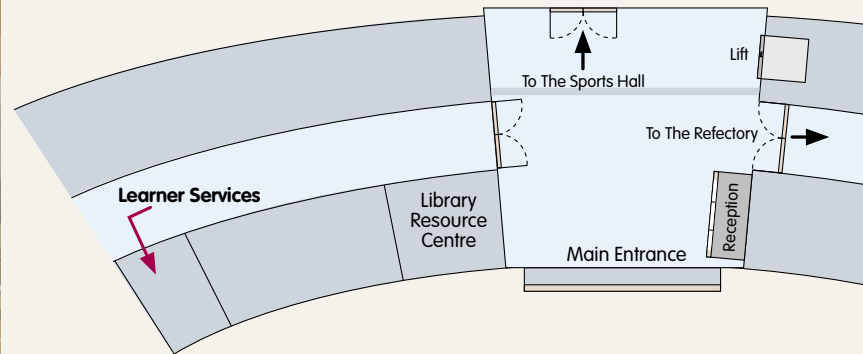 Lift
To The Sports Hall
To The Refectory
Learner Services
Library
Resource
Centre
Reception
Main Entrance